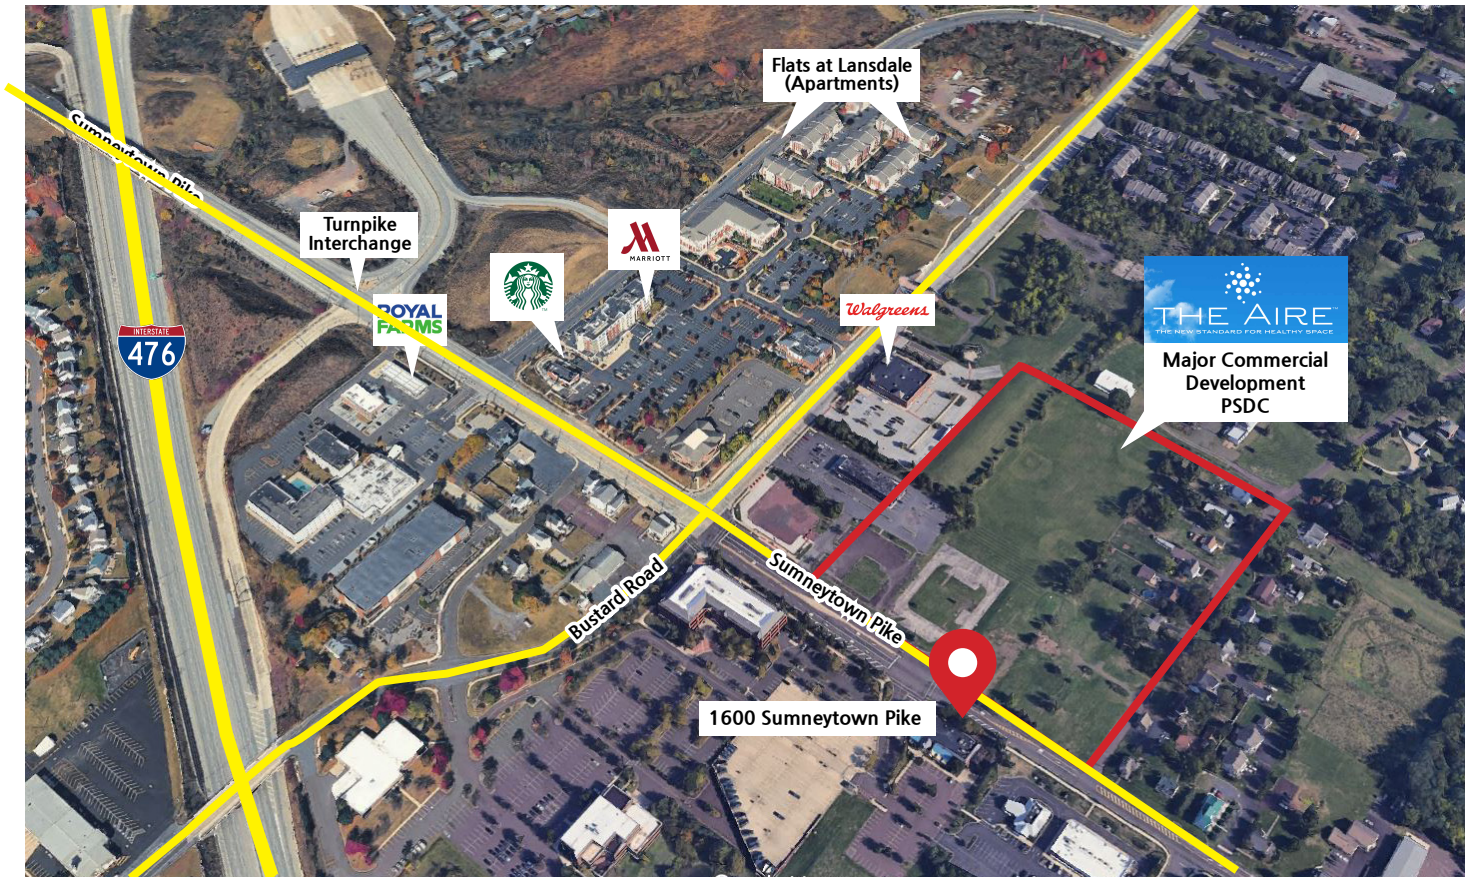 Flats at Lansdale
(Apartments)
Sumneytown Pike
Turnpike
Interchange
MARRIOTT
ROYAL
FARMS
Walgreens
THE AIRE™
THE NEW STANDARD FOR HEALTHY SPACE
Major Commercial
Development
PSDC
INTERSTATE
476
Bustard Road
Sumneytown Pike
1600 Sumneytown Pike